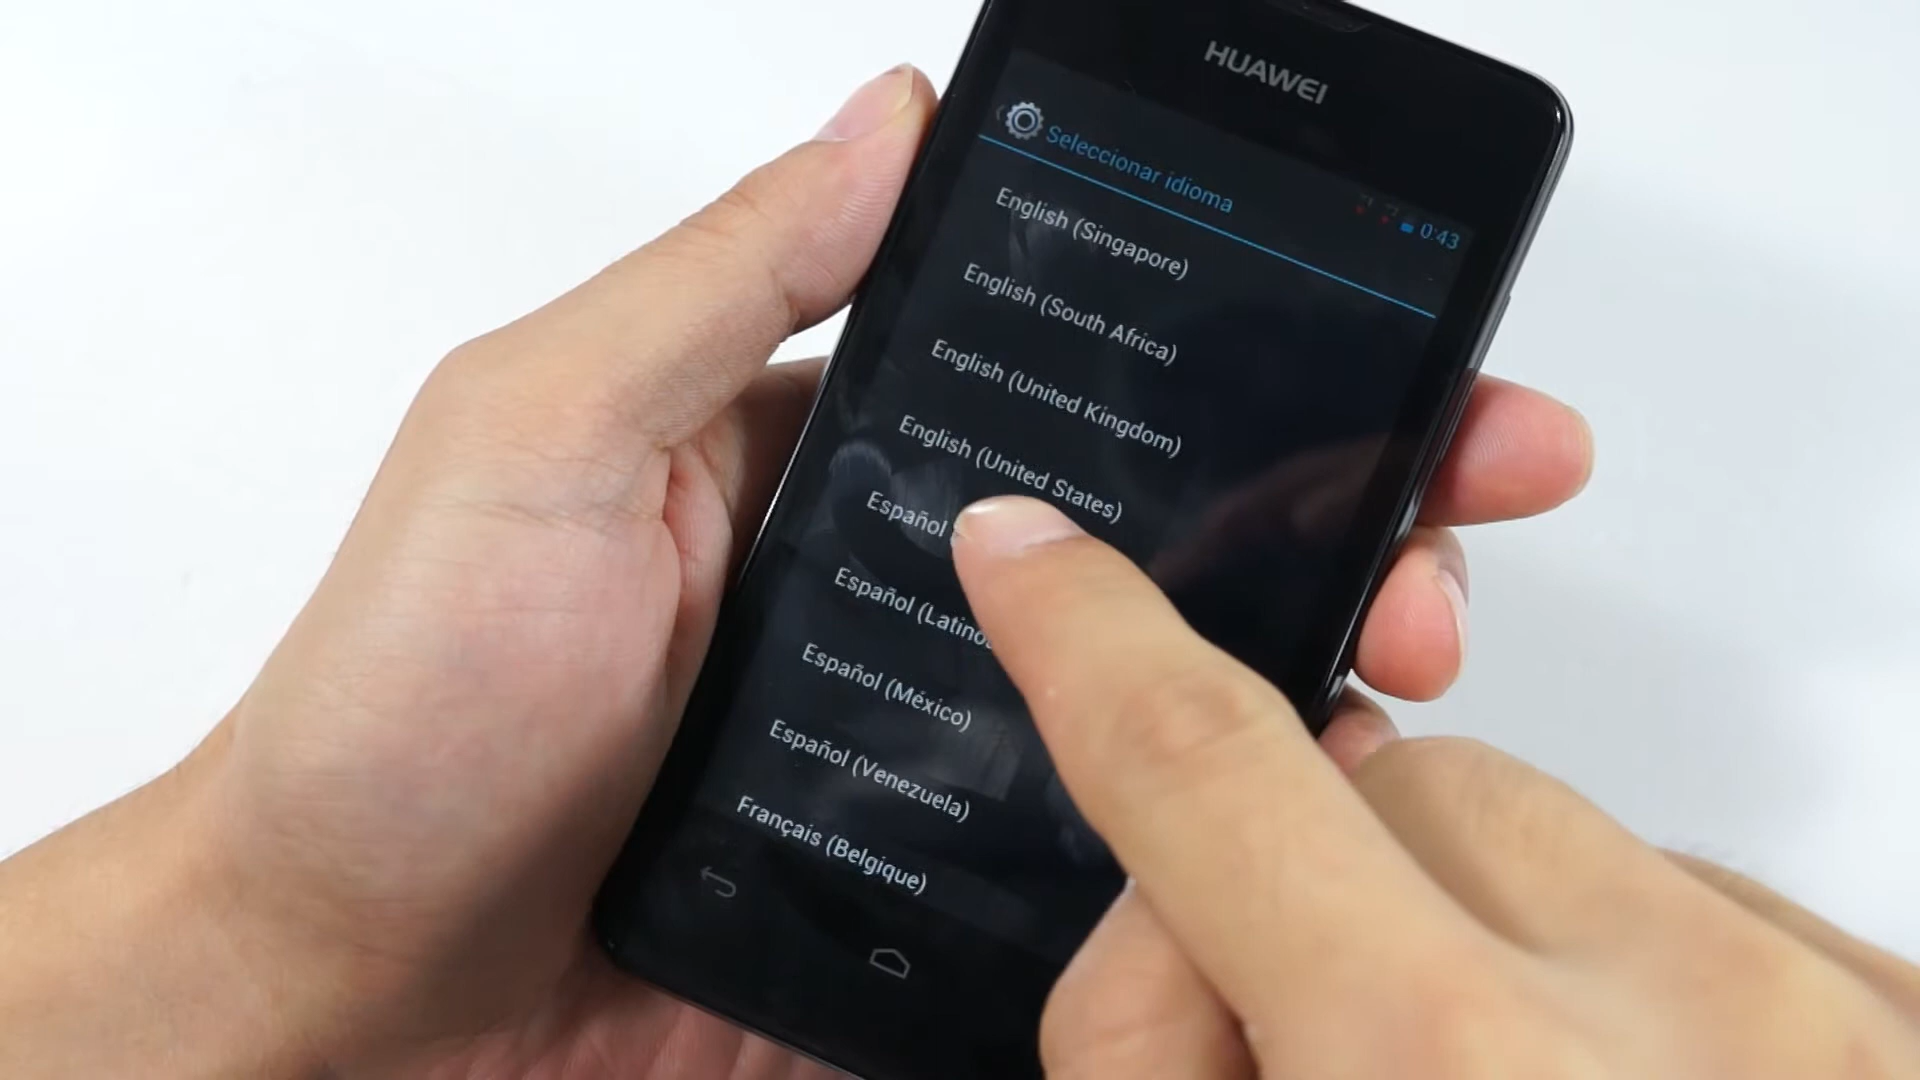 HUAWEI
Seleccionar idioma
0:43
English (Singapore)
English (South Africa)
English (United Kingdom)
English (United States)
Español
Español
Español (México)
Español (Venezuela)
Français (Belgique)